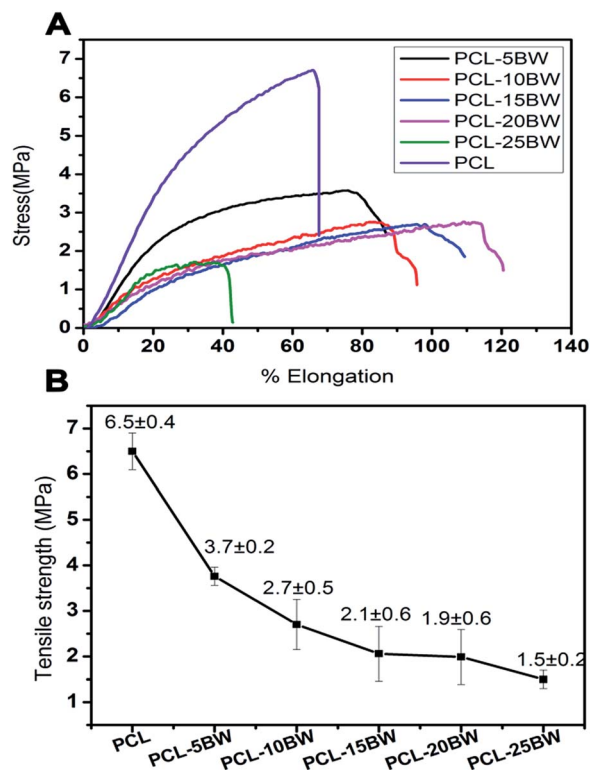 A
7
6
5
4
3
2
1
0
Stress(MPa)
PCL-5BW
PCL-10BW
PCL-15BW
PCL-20BW
PCL-25BW
PCL
0 20 40 60 80 100 120 140
% Elongation
B
7
6
5
4
3
2
1
Tensile strength (MPa)
6.5±0.4
3.7±0.2
2.7±0.5
2.1±0.6
1.9±0.6
1.5±0.2
PCL PCL-5BW PCL-10BW PCL-15BW PCL-20BW PCL-25BW